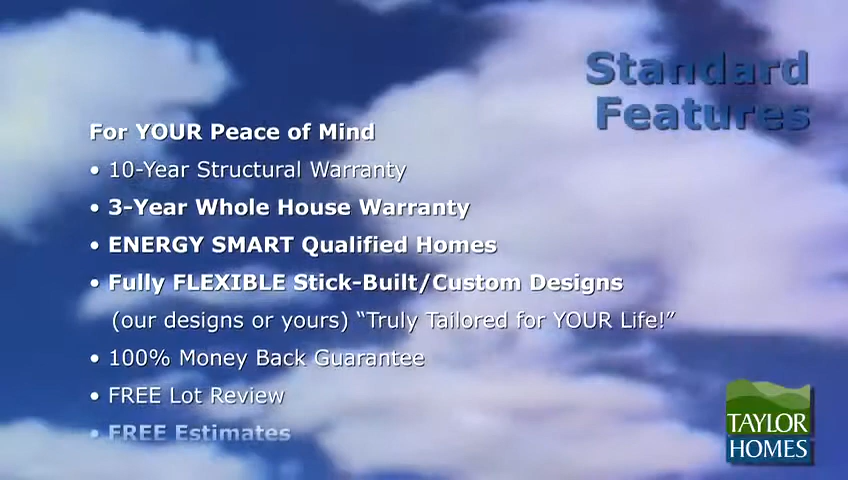 Standard
Features
For YOUR Peace of Mind
• 10-Year Structural Warranty
• 3-Year Whole House Warranty
• ENERGY SMART Qualified Homes
• Fully FLEXIBLE Stick-Built/Custom Designs
(our designs or yours) “Truly Tailored for YOUR Life!”
• 100% Money Back Guarantee
• FREE Lot Review
• FREE Estimates
TAYLOR
HOMES